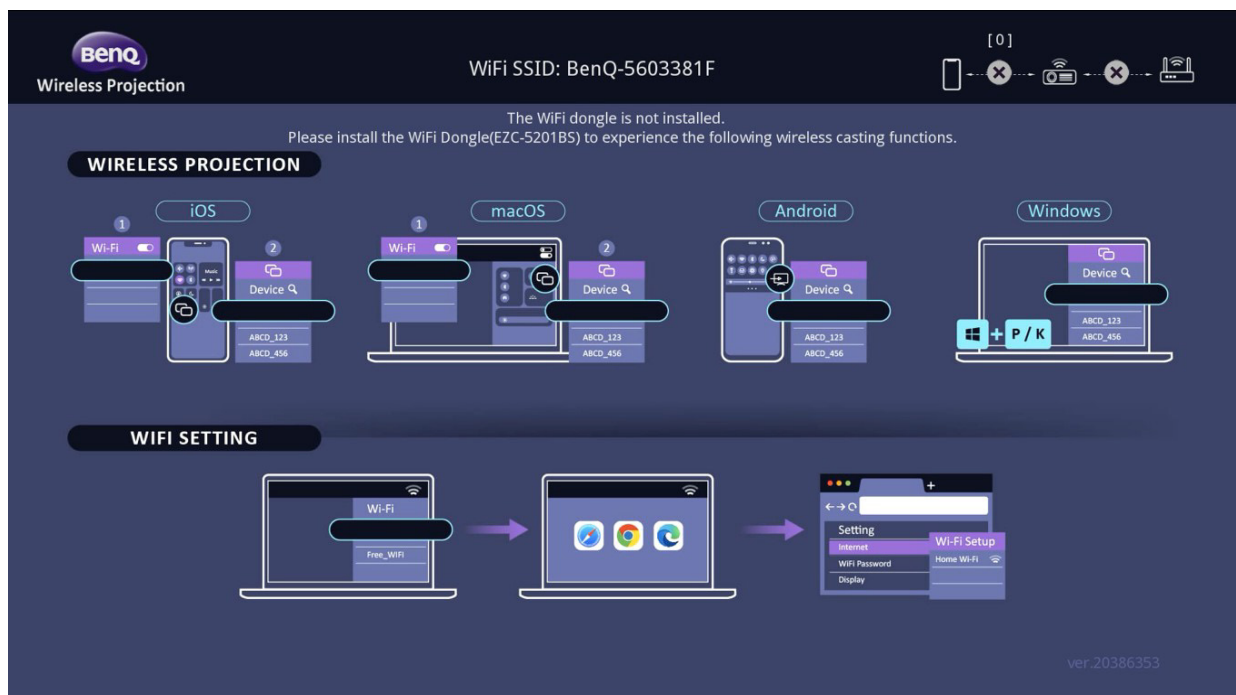 BenQ
Wireless Projection
WiFi SSID: BenQ-5603381F
[ 0 ]
The WiFi dongle is not installed.
Please install the WiFi Dongle(EZC-5201BS) to experience the following wireless casting functions.
WIRELESS PROJECTION
iOS
1
Wi-Fi
Music
2
Device
ABCD_123
ABCD_456
macOS
1
Wi-Fi
2
Device
ABCD_123
ABCD_456
Android
Device
ABCD_123
ABCD_456
Windows
Device
ABCD_123
ABCD_456
+ P / K
WIFI SETTING
Wi-Fi
Free_WIFI
+
Setting
Internet
WiFi Password
Display
Wi-Fi Setup
Home Wi-Fi
ver.20386353